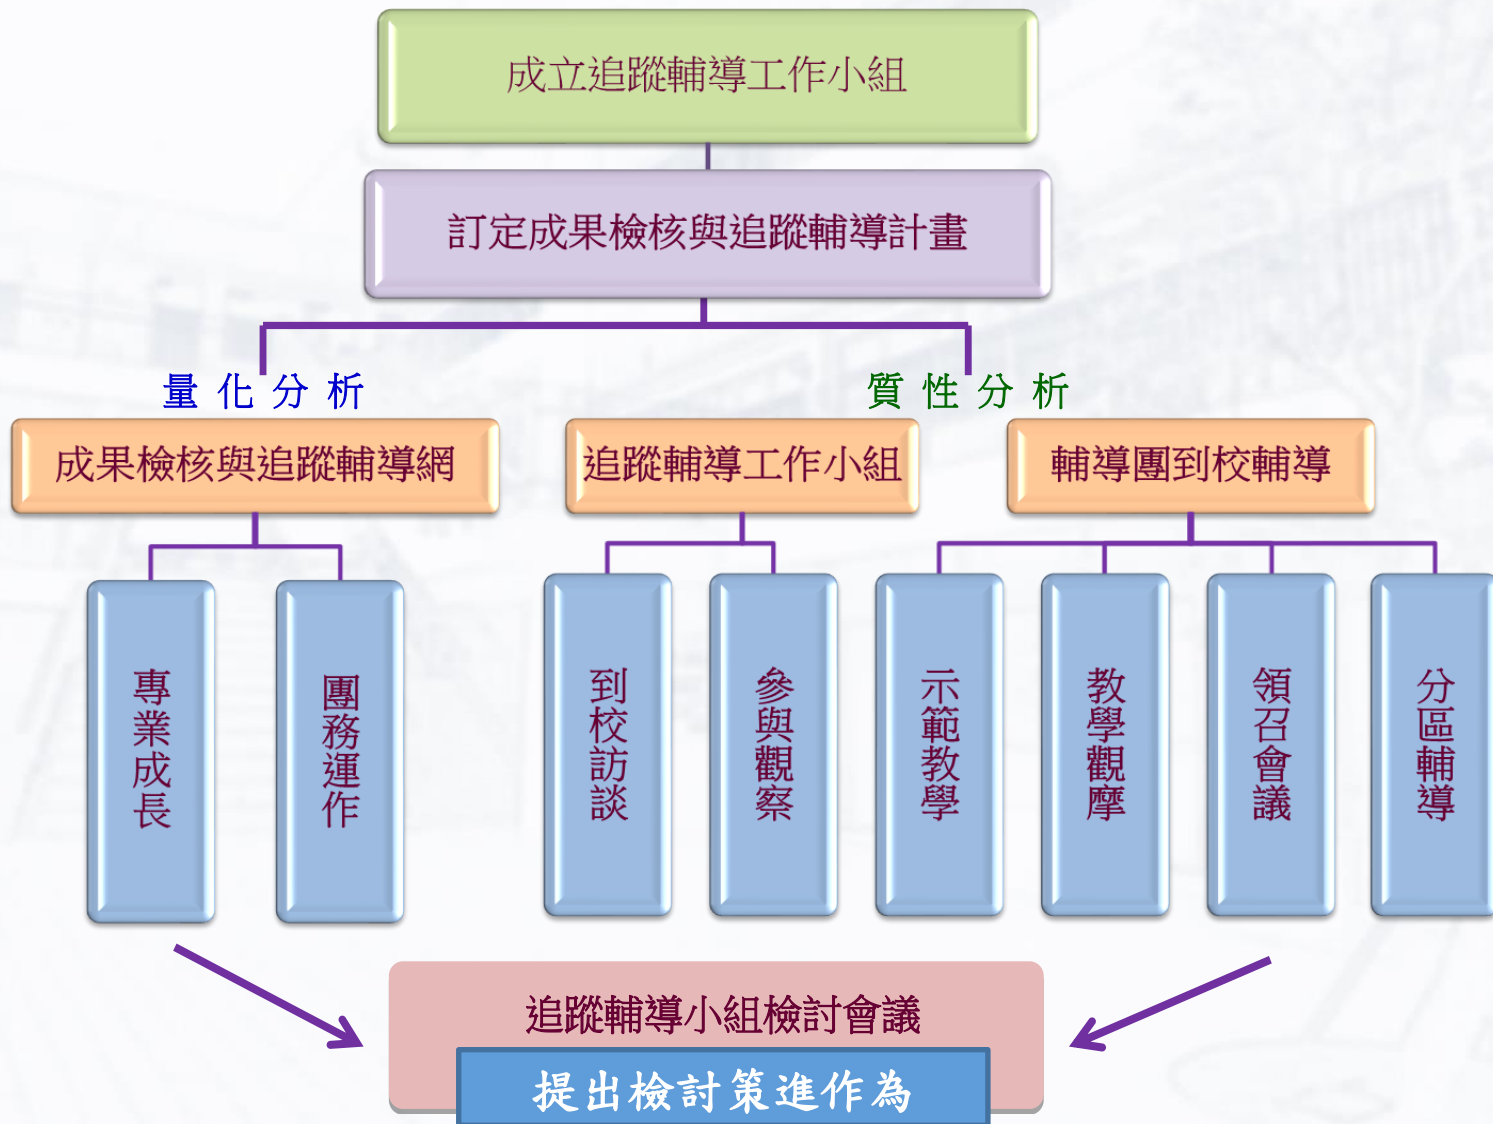 成立追蹤輔導工作小組
訂定成果檢核與追蹤輔導計畫
量化分析
質性分析
成果檢核與追蹤輔導網
追蹤輔導工作小組
輔導團到校輔導
專業成長
團務運作
到校訪談
參與觀察
示範教學
教學觀摩
領召會議
分區輔導
追蹤輔導小組檢討會議
提出檢討策進作為